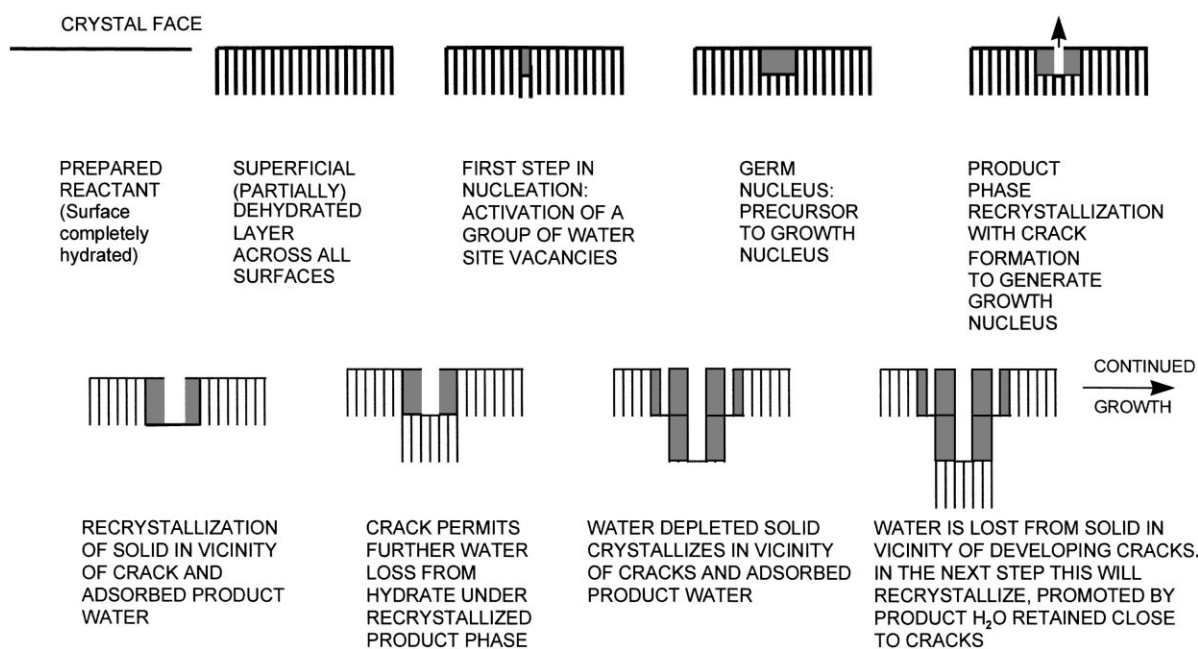 CRYSTAL FACE
PREPARED
REACTANT
(Surface
completely
hydrated)
SUPERFICIAL
(PARTIALLY)
DEHYDRATED
LAYER
ACROSS ALL
SURFACES
FIRST STEP IN
NUCLEATION:
ACTIVATION OF A
GROUP OF WATER
SITE VACANCIES
GERM
NUCLEUS:
PRECURSOR
TO GROWTH
NUCLEUS
PRODUCT
PHASE
RECRYSTALLIZATION
WITH CRACK
FORMATION
TO GENERATE
GROWTH
NUCLEUS
CONTINUED
GROWTH
RECRYSTALLIZATION
OF SOLID IN VICINITY
OF CRACK AND
ADSORBED PRODUCT
WATER
CRACK PERMITS
FURTHER WATER
LOSS FROM
HYDRATE UNDER
RECRYSTALLIZED
PRODUCT PHASE
WATER DEPLETED SOLID
CRYSTALLIZES IN VICINITY
OF CRACKS AND ADSORBED
PRODUCT WATER
WATER IS LOST FROM SOLID IN
VICINITY OF DEVELOPING CRACKS.
IN THE NEXT STEP THIS WILL
RECRYSTALLIZE, PROMOTED BY
PRODUCT H₂O RETAINED CLOSE
TO CRACKS